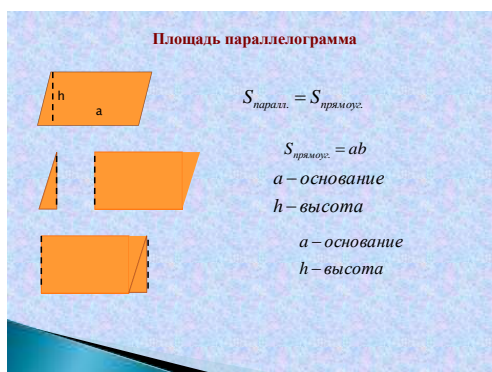 Площадь параллелограмма
h
a
Sпаралл. = Sпрямоуг.
Sпрямоуг. = ab
a – основание
h – высота
a – основание
h – высота